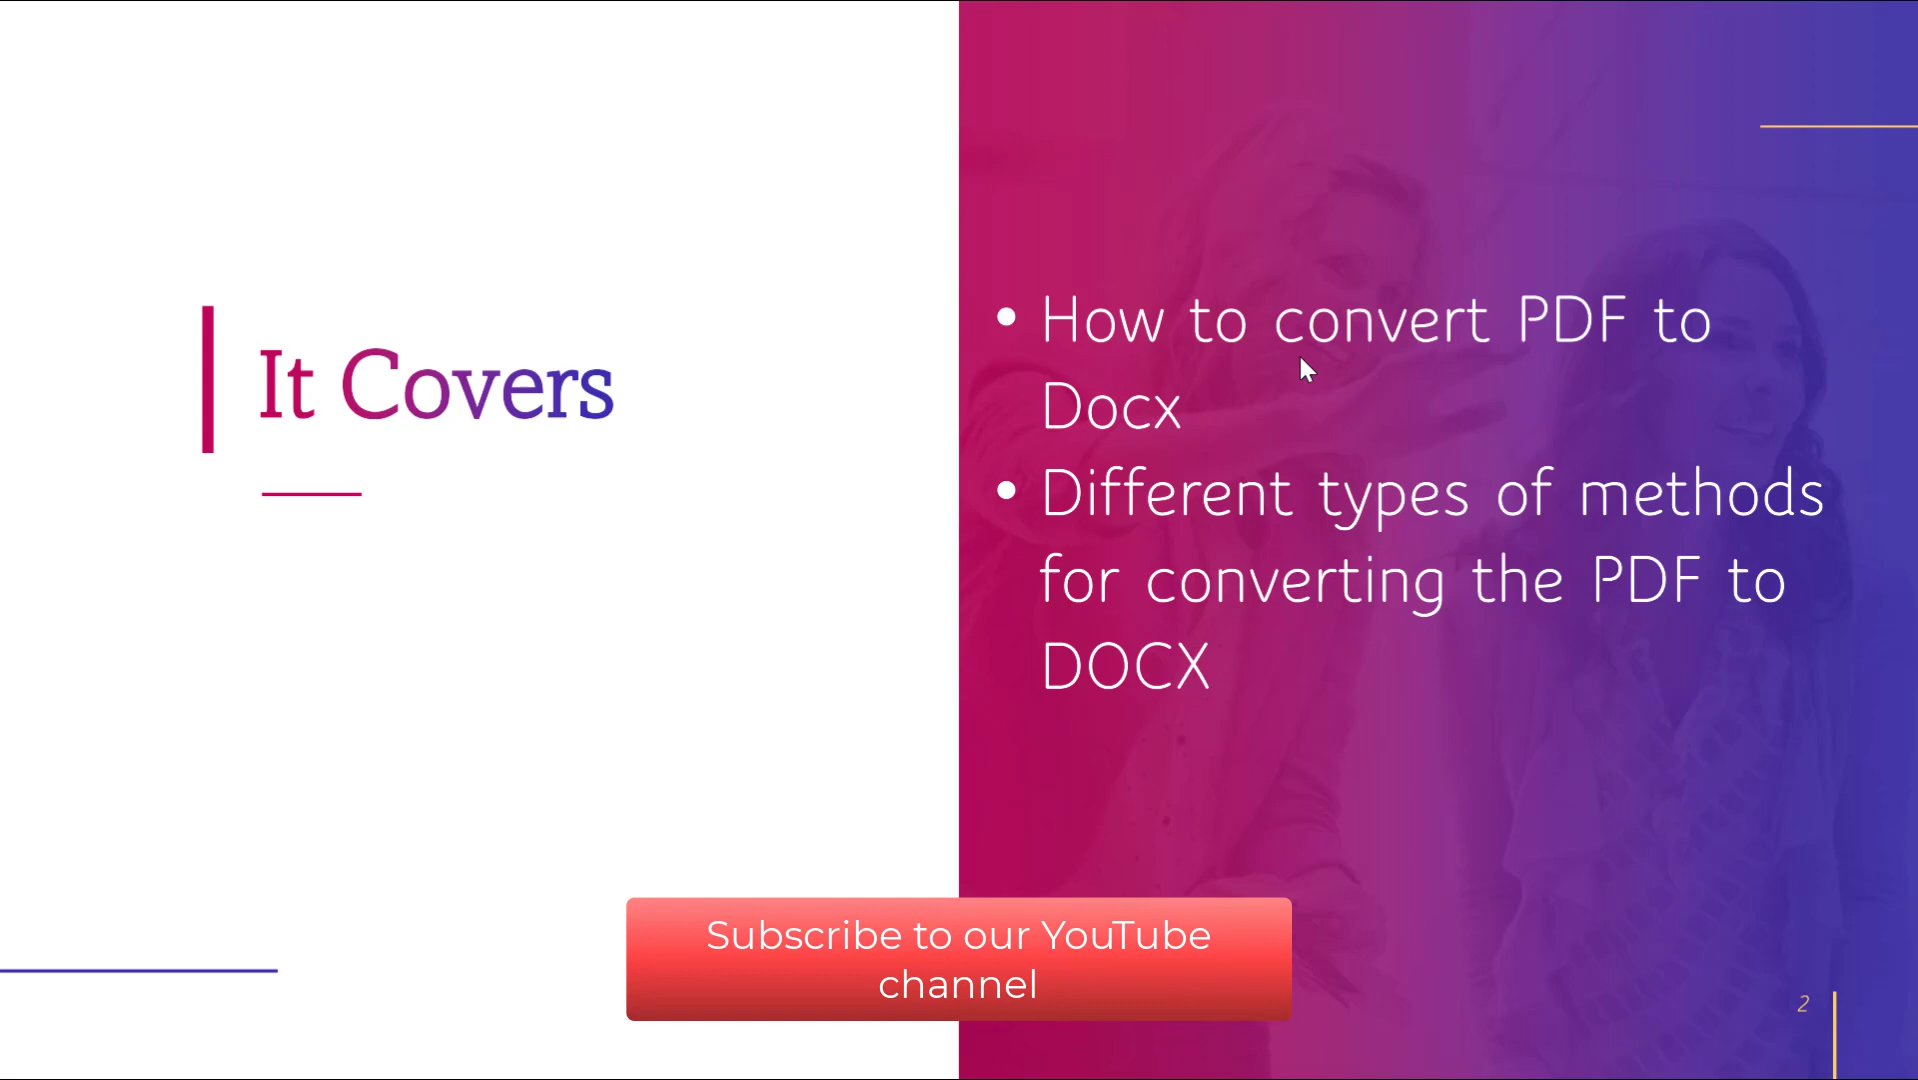 It Covers
• How to convert PDF to
Docx
• Different types of methods
for converting the PDF to
DOCX
Subscribe to our YouTube
channel
2